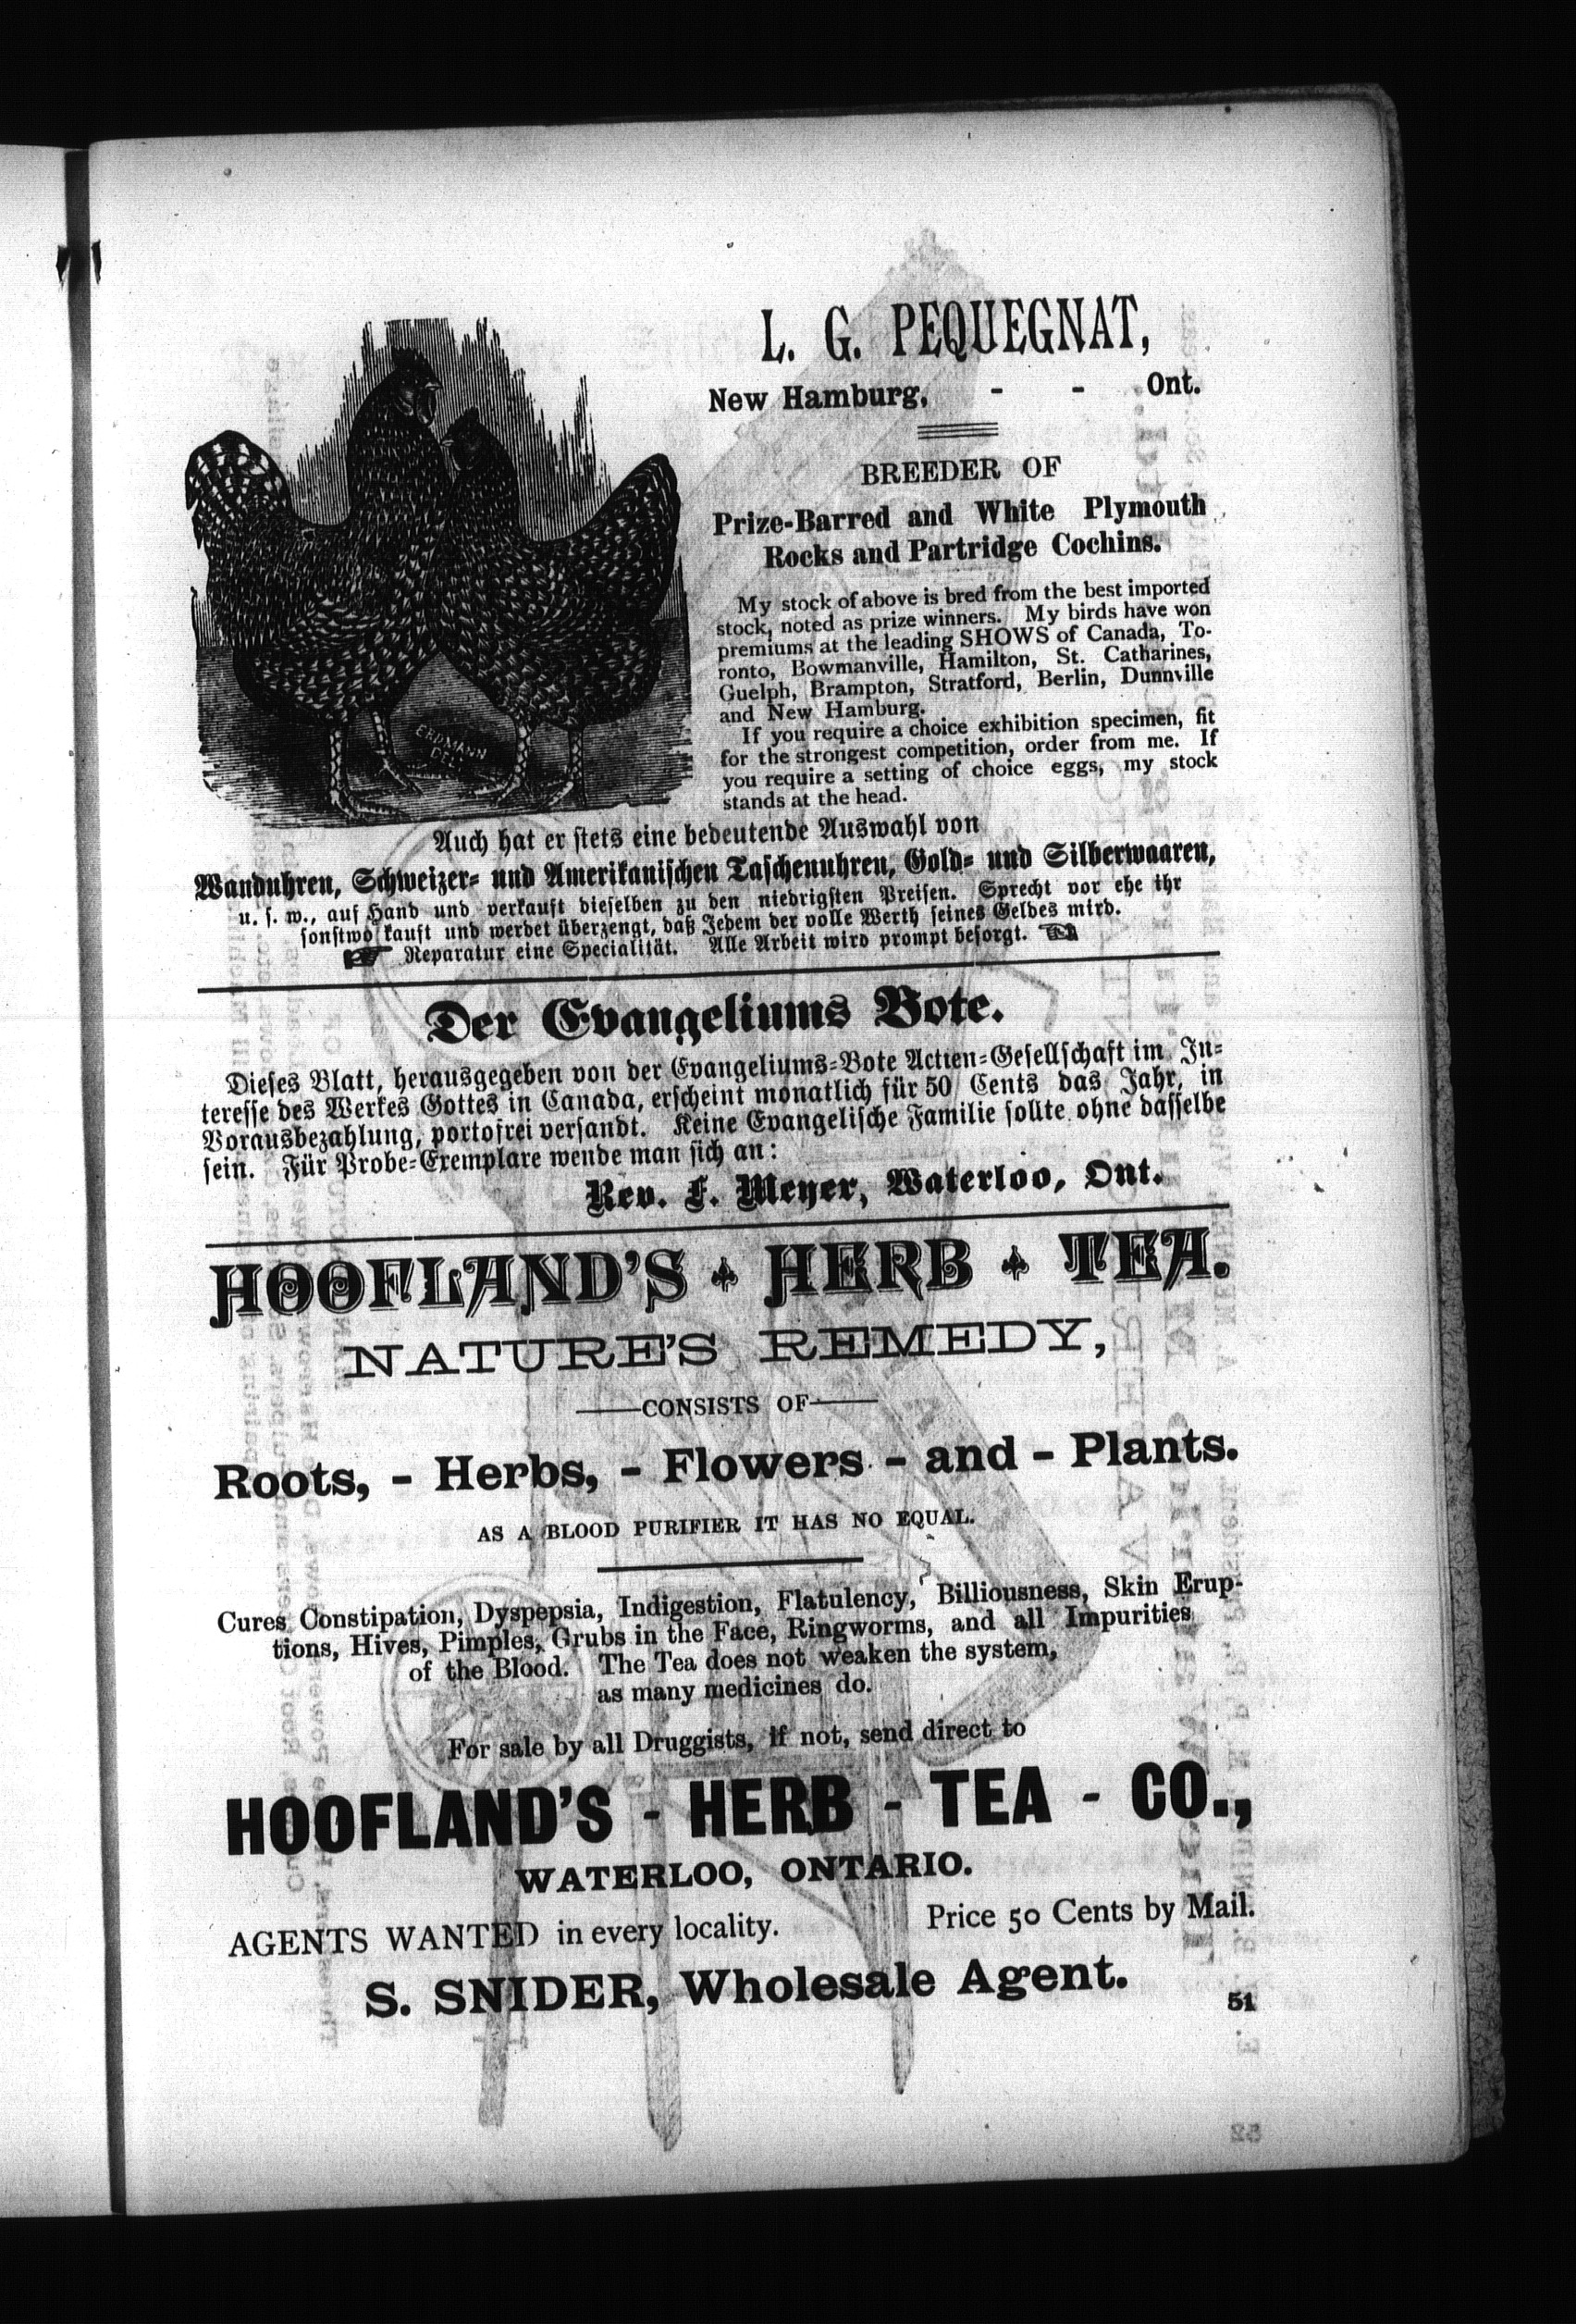 L. G. PEQUEGNAT,
New Hamburg, - - Ont.
BREEDER OF
Prize-Barred and White Plymouth
Rocks and Partridge Cochins.
My stock of above is bred from the best imported
stock, noted as prize winners. My birds have won
premiums at the leading SHOWS of Canada, To-
ronto, Bowmanville, Hamilton, St. Catharines,
Guelph, Brampton, Stratford, Berlin, Dunnville
and New Hamburg.
If you require a choice exhibition specimen, fit
for the strongest competition, order from me. If
you require a setting of choice eggs, my stock
stands at the head.
ERDMANN
DEL.
Auch hat er stets eine bedeutende Auswahl von
Wanduhren, Schweizer- und Amerikanischen Taschenuhren, Gold- und Silberwaaren,
u. s. w., auf Hand und verkauft dieselben zu den niedrigsten Preisen. Sprecht vor ehe ihr
sonstwo kauft und werdet überzeugt, daß Jedem der volle Werth seines Geldes wird.
☛ Reparatur eine Specialität. Alle Arbeit wird prompt besorgt. ☚
Der Evangeliums Bote.
Dieses Blatt, herausgegeben von der Evangeliums-Bote Actien-Gesellschaft im In-
teresse des Werkes Gottes in Canada, erscheint monatlich für 50 Cents das Jahr, in
Vorausbezahlung, portofrei versandt. Keine Evangelische Familie sollte ohne dasselbe
sein. Für Probe-Exemplare wende man sich an:
Rev. F. Meyer, Waterloo, Ont.
HOOFLAND'S HERB TEA.
NATURE'S REMEDY,
—CONSISTS OF—
Roots, - Herbs, - Flowers - and - Plants.
AS A BLOOD PURIFIER IT HAS NO EQUAL.
Cures Constipation, Dyspepsia, Indigestion, Flatulency, Billiousness, Skin Erup-
tions, Hives, Pimples, Grubs in the Face, Ringworms, and all Impurities
of the Blood. The Tea does not weaken the system,
as many medicines do.
For sale by all Druggists, if not, send direct to
HOOFLAND'S - HERB - TEA - CO.,
WATERLOO, ONTARIO.
AGENTS WANTED in every locality. Price 50 Cents by Mail.
S. SNIDER, Wholesale Agent.
51